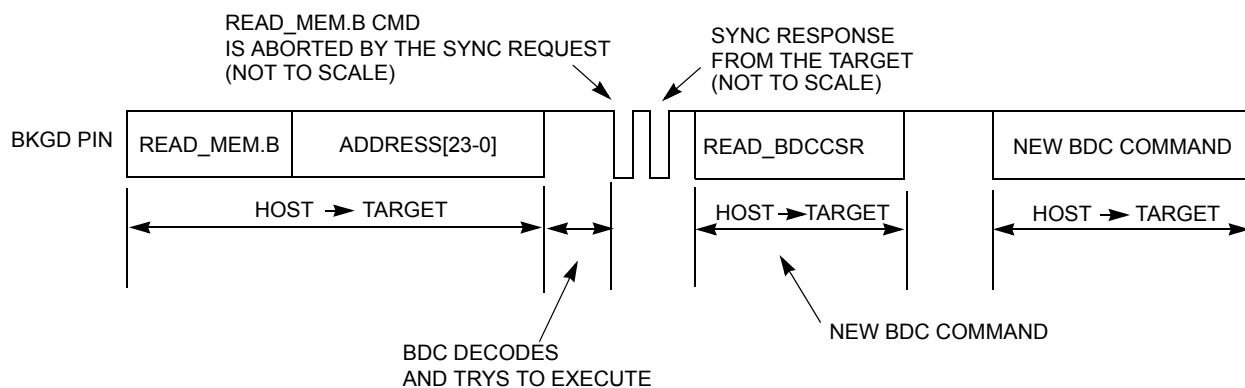 READ_MEM.B CMD
IS ABORTED BY THE SYNC REQUEST
(NOT TO SCALE)
SYNC RESPONSE
FROM THE TARGET
(NOT TO SCALE)
BKGD PIN
READ_MEM.B
ADDRESS[23-0]
READ_BDCCSR
NEW BDC COMMAND
HOST → TARGET
HOST → TARGET
HOST → TARGET
NEW BDC COMMAND
BDC DECODES
AND TRYS TO EXECUTE